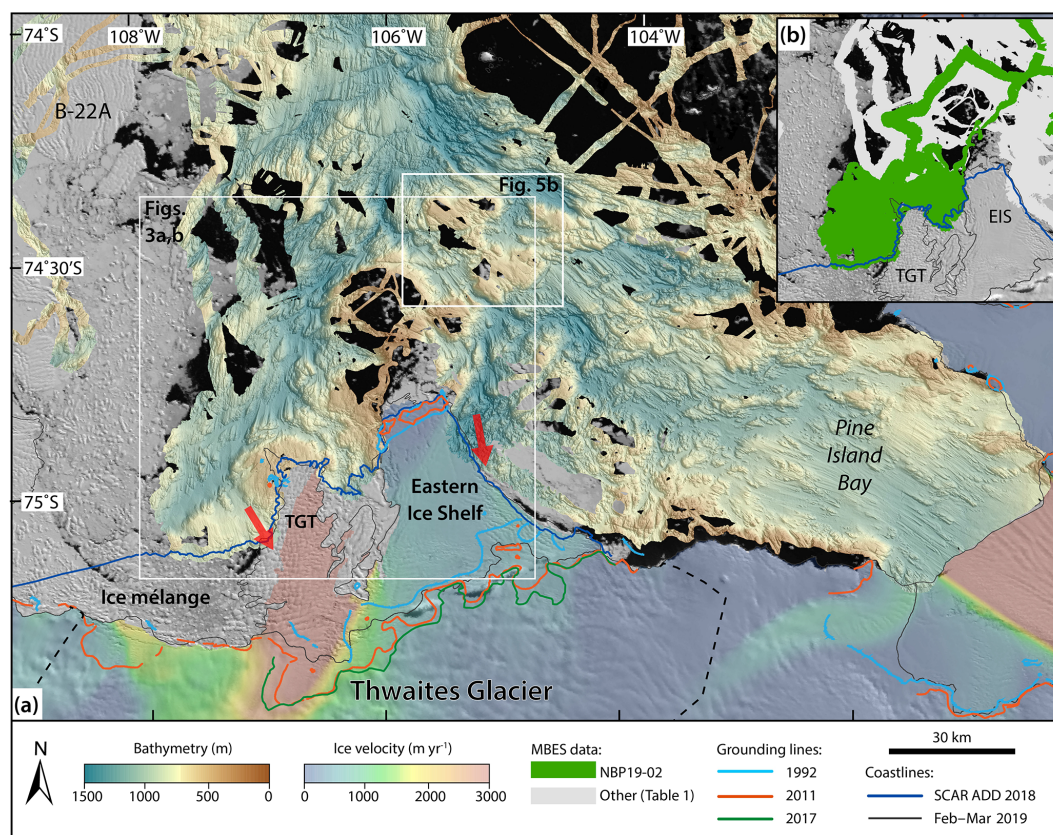 74˚S
108˚W
106˚W
104˚W
(b)
B-22A
EIS
TGT
Fig. 5b
Figs.
3a,b
74˚30'S
Pine
Island
Bay
75˚S
TGT
Eastern
Ice Shelf
Ice mélange
Thwaites Glacier
(a)
N
Bathymetry (m)
1500 1000 500 0
Ice velocity (m yr⁻¹)
0 1000 2000 3000
MBES data:
NBP19-02
Other (Table 1)
Grounding lines:
1992
2011
2017
30 km
Coastlines:
SCAR ADD 2018
Feb–Mar 2019